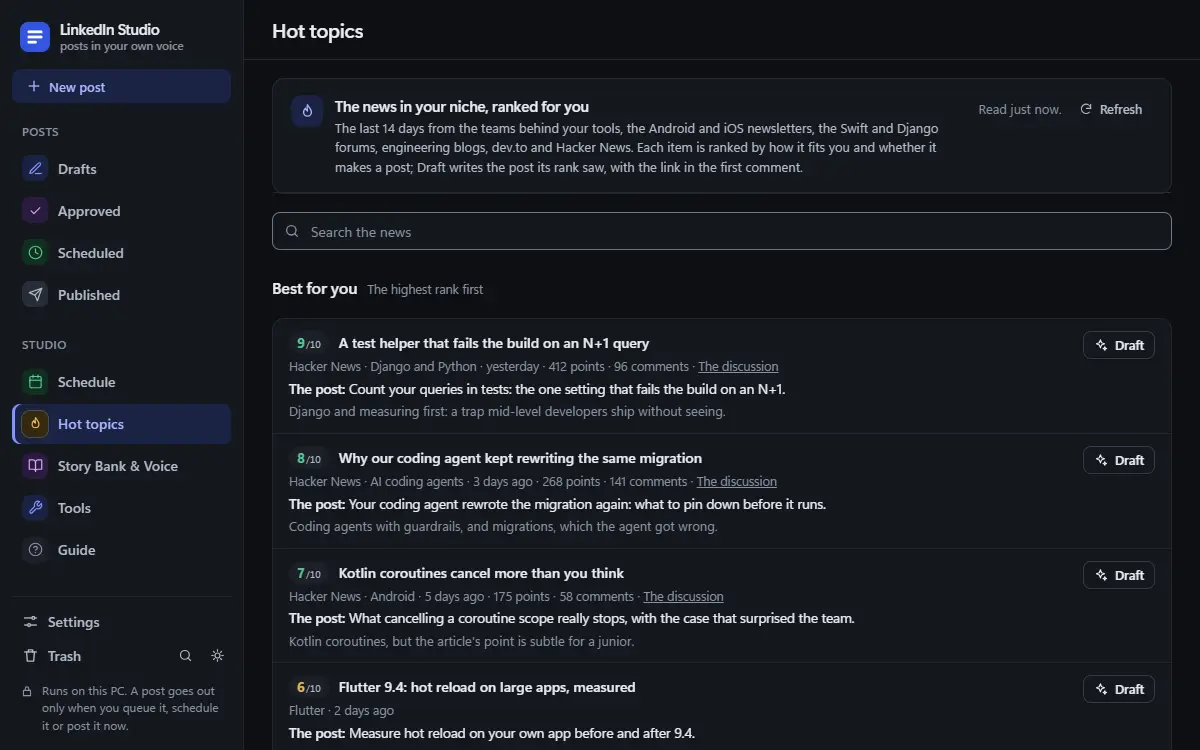 LinkedIn Studio
posts in your own voice
New post
POSTS
Drafts
Approved
Scheduled
Published
STUDIO
Schedule
Hot topics
Story Bank & Voice
Tools
Guide
Settings
Trash
Runs on this PC. A post goes out
only when you queue it, schedule
it or post it now.
Hot topics
The news in your niche, ranked for you
Read just now.
Refresh
The last 14 days from the teams behind your tools, the Android and iOS newsletters, the Swift and Django
forums, engineering blogs, dev.to and Hacker News. Each item is ranked by how it fits you and whether it
makes a post; Draft writes the post its rank saw, with the link in the first comment.
Search the news
Best for you The highest rank first
9/10 A test helper that fails the build on an N+1 query
Draft
Hacker News · Django and Python · yesterday · 412 points · 96 comments · The discussion
The post: Count your queries in tests: the one setting that fails the build on an N+1.
Django and measuring first: a trap mid-level developers ship without seeing.
8/10 Why our coding agent kept rewriting the same migration
Draft
Hacker News · AI coding agents · 3 days ago · 268 points · 141 comments · The discussion
The post: Your coding agent rewrote the migration again: what to pin down before it runs.
Coding agents with guardrails, and migrations, which the agent got wrong.
7/10 Kotlin coroutines cancel more than you think
Draft
Hacker News · Android · 5 days ago · 175 points · 58 comments · The discussion
The post: What cancelling a coroutine scope really stops, with the case that surprised the team.
Kotlin coroutines, but the article's point is subtle for a junior.
6/10 Flutter 9.4: hot reload on large apps, measured
Draft
Flutter · 2 days ago
The post: Measure hot reload on your own app before and after 9.4.